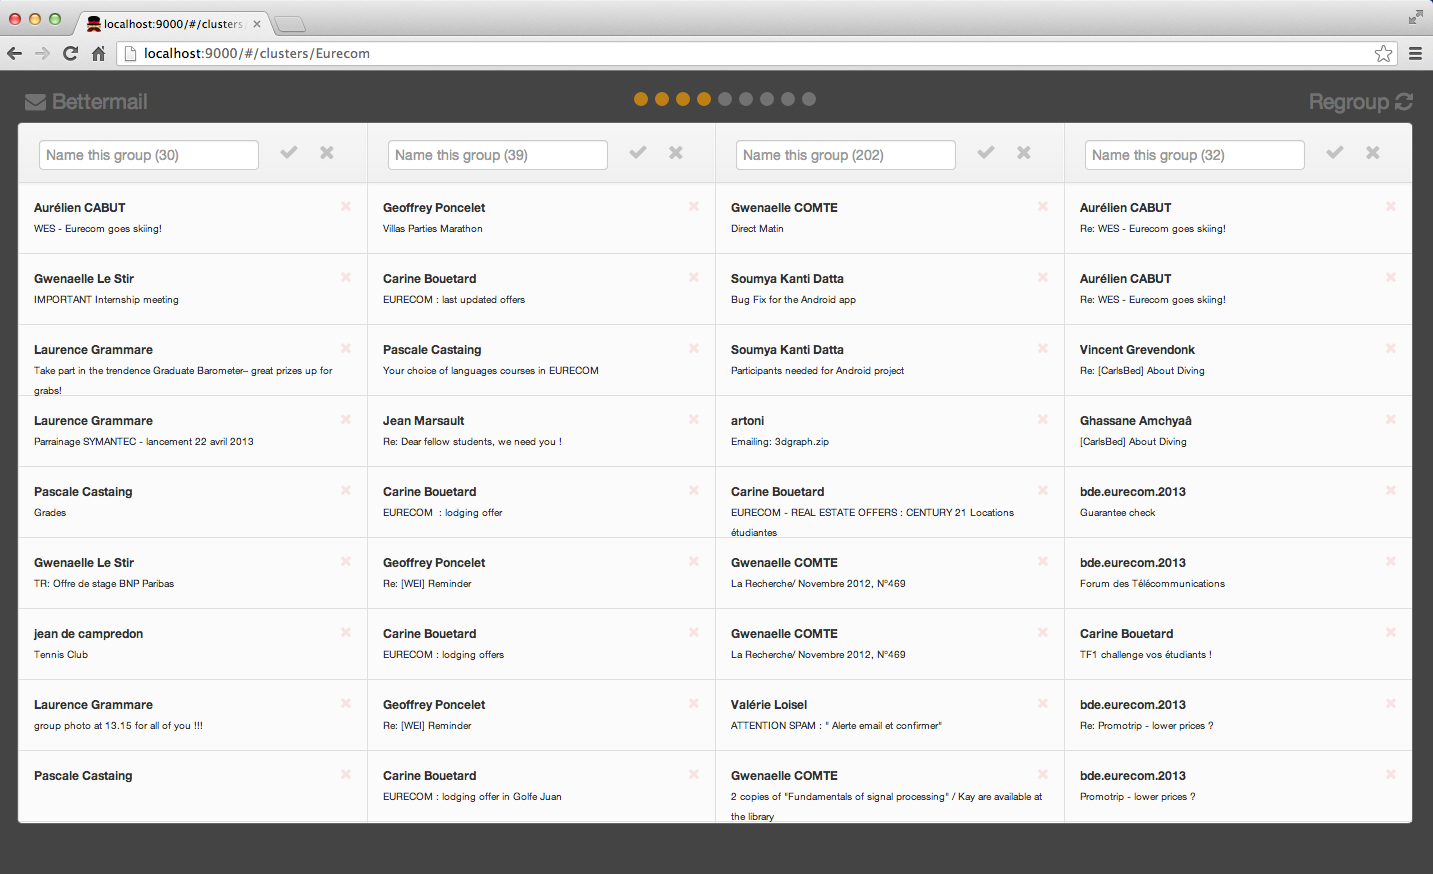 localhost:9000/#/clusters
localhost:9000/#/clusters/Eurecom
Bettermail
Regroup
Name this group (30)
Name this group (39)
Name this group (202)
Name this group (32)
Aurélien CABUT
WES - Eurecom goes skiing!
Geoffrey Poncelet
Villas Parties Marathon
Gwenaelle COMTE
Direct Matin
Aurélien CABUT
Re: WES - Eurecom goes skiing!
Gwenaelle Le Stir
IMPORTANT Internship meeting
Carine Bouetard
EURECOM : last updated offers
Soumya Kanti Datta
Bug Fix for the Android app
Aurélien CABUT
Re: WES - Eurecom goes skiing!
Laurence Grammare
Take part in the trendence Graduate Barometer– great prizes up for
grabs!
Pascale Castaing
Your choice of languages courses in EURECOM
Soumya Kanti Datta
Participants needed for Android project
Vincent Grevendonk
Re: [CarlsBed] About Diving
Laurence Grammare
Parrainage SYMANTEC - lancement 22 avril 2013
Jean Marsault
Re: Dear fellow students, we need you !
artoni
Emailing: 3dgraph.zip
Ghassane Amchyaâ
[CarlsBed] About Diving
Pascale Castaing
Grades
Carine Bouetard
EURECOM : lodging offer
Carine Bouetard
EURECOM - REAL ESTATE OFFERS : CENTURY 21 Locations
étudiantes
bde.eurecom.2013
Guarantee check
Gwenaelle Le Stir
TR: Offre de stage BNP Paribas
Geoffrey Poncelet
Re: [WEI] Reminder
Gwenaelle COMTE
La Recherche/ Novembre 2012, N°469
bde.eurecom.2013
Forum des Télécommunications
jean de campredon
Tennis Club
Carine Bouetard
EURECOM : lodging offers
Gwenaelle COMTE
La Recherche/ Novembre 2012, N°469
Carine Bouetard
TF1 challenge vos étudiants !
Laurence Grammare
group photo at 13.15 for all of you !!!
Geoffrey Poncelet
Re: [WEI] Reminder
Valérie Loisel
ATTENTION SPAM : " Alerte email et confirmer"
bde.eurecom.2013
Re: Promotrip - lower prices ?
Pascale Castaing
Carine Bouetard
EURECOM : lodging offer in Golfe Juan
Gwenaelle COMTE
2 copies of "Fundamentals of signal processing" / Kay are available at
the library
bde.eurecom.2013
Promotrip - lower prices ?